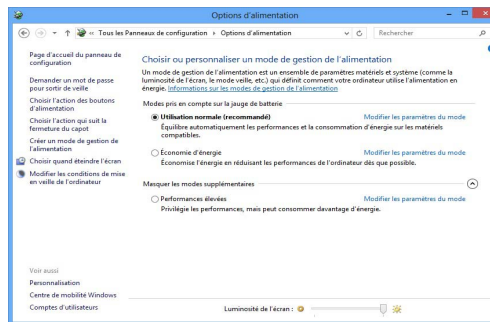 Options d'alimentation
« Tous les Panneaux de configuration ▸ Options d'alimentation
Rechercher
Page d'accueil du panneau de
configuration
Demander un mot de passe
pour sortir de veille
Choisir l'action des boutons
d'alimentation
Choisir l'action qui suit la
fermeture du capot
Créer un mode de gestion de
l'alimentation
Choisir quand éteindre l'écran
Modifier les conditions de mise
en veille de l'ordinateur
Choisir ou personnaliser un mode de gestion de l'alimentation
Un mode de gestion de l'alimentation est un ensemble de paramètres matériels et système (comme la
luminosité de l'écran, le mode veille, etc.) qui définit comment votre ordinateur utilise l'alimentation en
énergie. Informations sur les modes de gestion de l'alimentation
Modes pris en compte sur la jauge de batterie
Utilisation normale (recommandé) Modifier les paramètres du mode
Équilibre automatiquement les performances et la consommation d'énergie sur les matériels
compatibles.
Économie d'énergie Modifier les paramètres du mode
Économise l'énergie en réduisant les performances de l'ordinateur dès que possible.
Masquer les modes supplémentaires
Performances élevées Modifier les paramètres du mode
Privilégie les performances, mais peut consommer davantage d'énergie.
Voir aussi
Personnalisation
Centre de mobilité Windows
Comptes d'utilisateurs
Luminosité de l'écran :